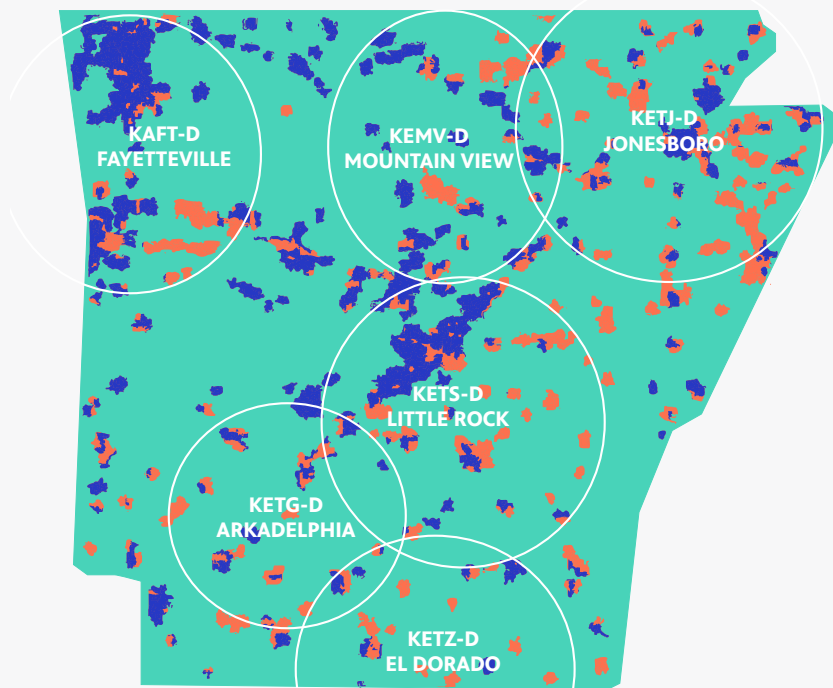 KAFT-D
FAYETTEVILLE
KEMV-D
MOUNTAIN VIEW
KETJ-D
JONESBORO
KETS-D
LITTLE ROCK
KETG-D
ARKADELPHIA
KETZ-D
EL DORADO